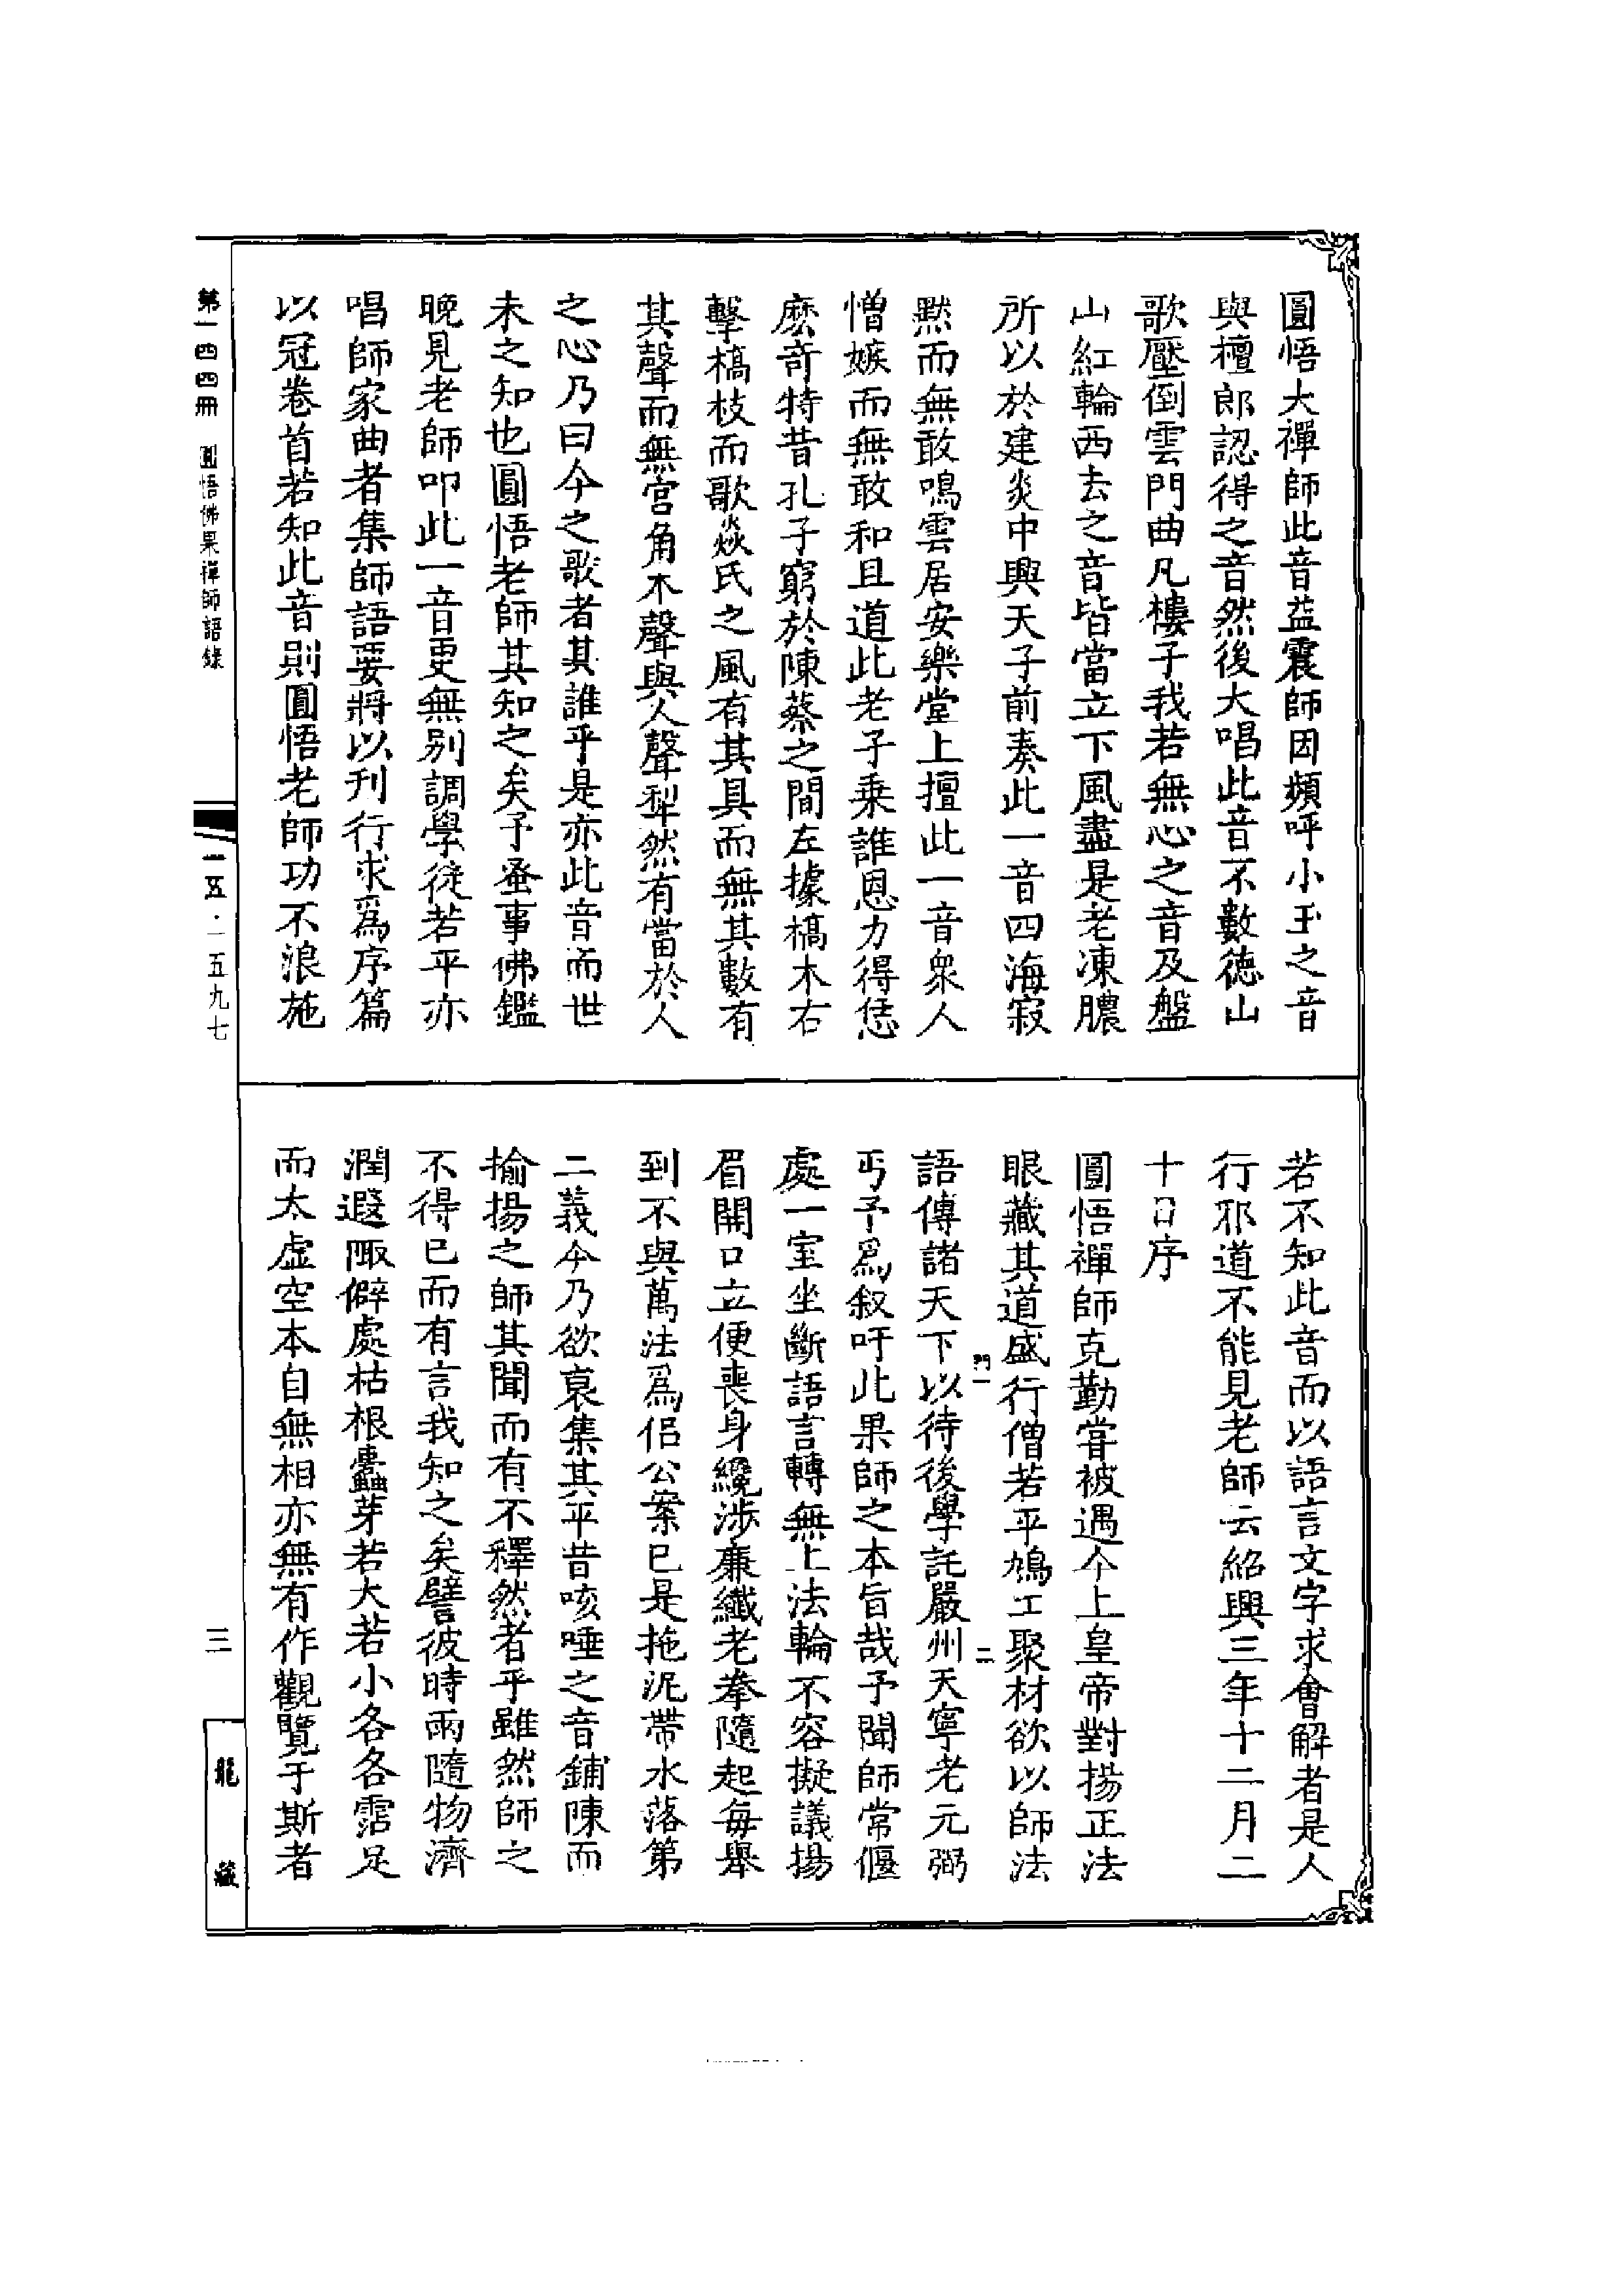 圓悟大禪師此音益震師因頻呼小玉之音
與檀郎認得之音然後大唱此音不數德山
歌壓倒雲門曲凡樓子我若無心之音及盤
山紅輪西去之音皆當立下風盡是老凍膿
所以於建炎中興天子前奏此一音四海寂
黙而無敢鳴雲居安樂堂上擅此一音衆人
憎嫉而無敢和且道此老子乗誰恩力得恁
麽竒特昔孔子窮於陳蔡之間左據槁木右
擊槁枝而歌焱氏之風有其具而無其數有
其聲而無宫角木聲與人聲犁然有當於人
之心乃曰今之歌者其誰乎是亦此音而世
未之知也圓悟老師其知之矣予蚤事佛鑑
晚見老師叩此一音更無别調學徒若平亦
唱師家曲者集師語要將以刋行求爲序篇
以冠卷首若知此音則圓悟老師功不浪施
若不知此音而以語言文字求會解者是人
行邪道不能見老師云紹興三年十二月二
十日序
圓悟禪師克勤甞被遇今上皇帝對揚正法
眼藏其道盛行僧若平鳩工聚材欲以師法
語傳諸天下以待後學託嚴州天寧老元弼
丐予爲叙吁此果師之本旨哉予聞師常偃
處一室坐斷語言轉無上法輪不容擬議揚
眉開口立便喪身纔涉廉纖老拳隨起每舉
到不與萬法爲侣公案已是拖泥帶水落第
二義今乃欲裒集其平昔咳唾之音鋪陳而
揄揚之師其聞而有不釋然者乎雖然師之
不得已而有言我知之矣譬彼時雨隨物濟
潤遐陬僻處枯根蠹芽若大若小各各霑足
而太虚空本自無相亦無有作觀覽于斯者
第一四四冊 圓悟佛果禪師語錄
一五·一五九七
三
龍藏
門一
二